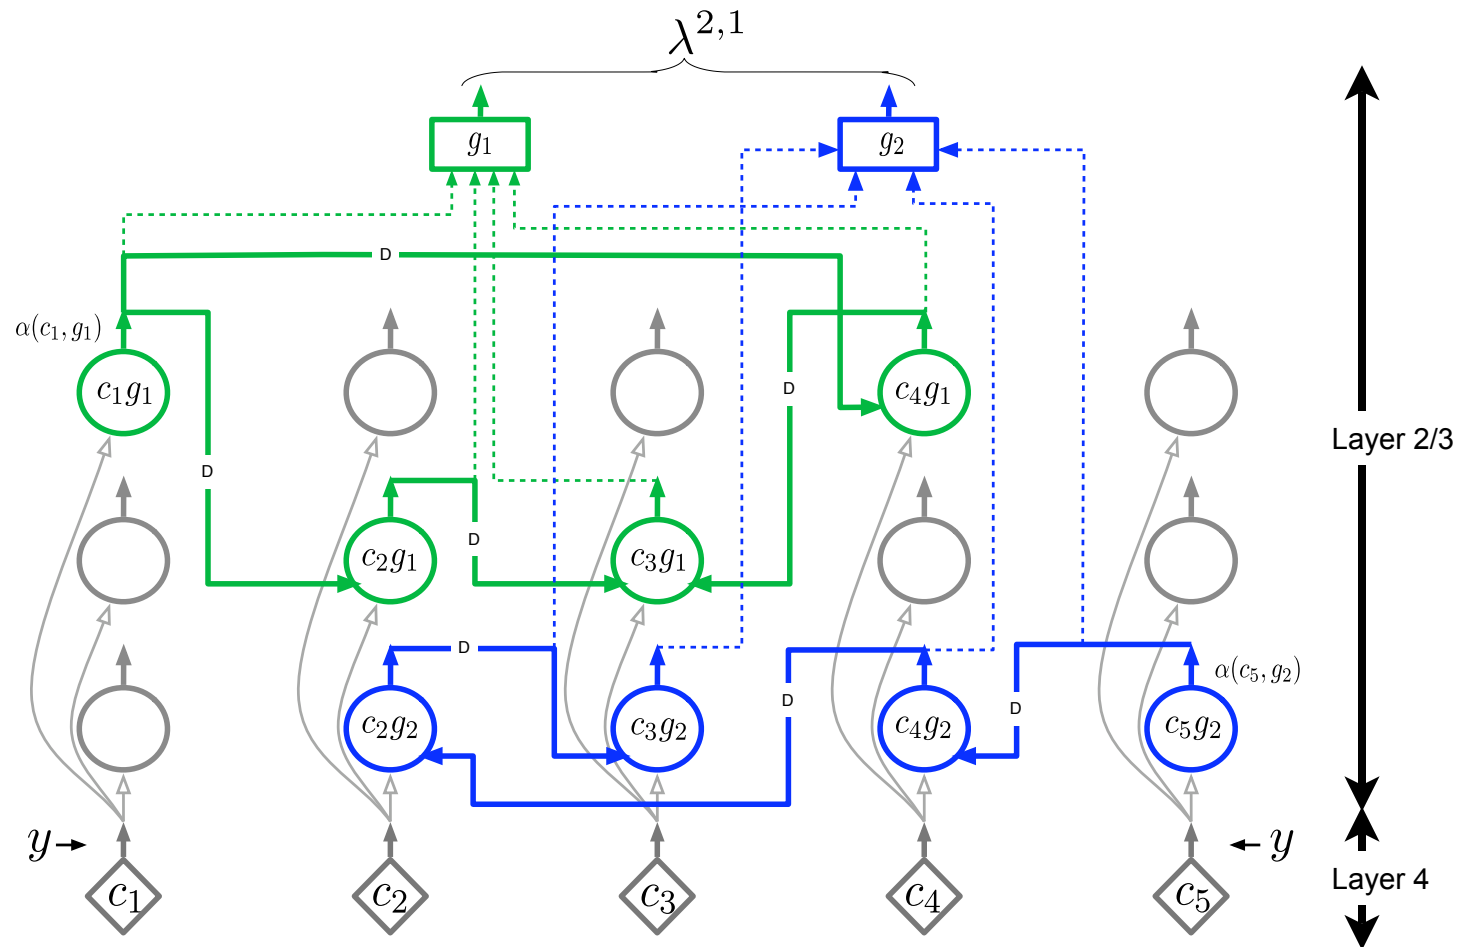 λ^{2,1}
g₁ g₂
D
α(c₁, g₁)
c₁g₁ D c₄g₁
Layer 2/3
D
D
c₂g₁ c₃g₁
D
α(c₅, g₂)
D D
c₂g₂ c₃g₂ c₄g₂ c₅g₂
y y
Layer 4
c₁ c₂ c₃ c₄ c₅